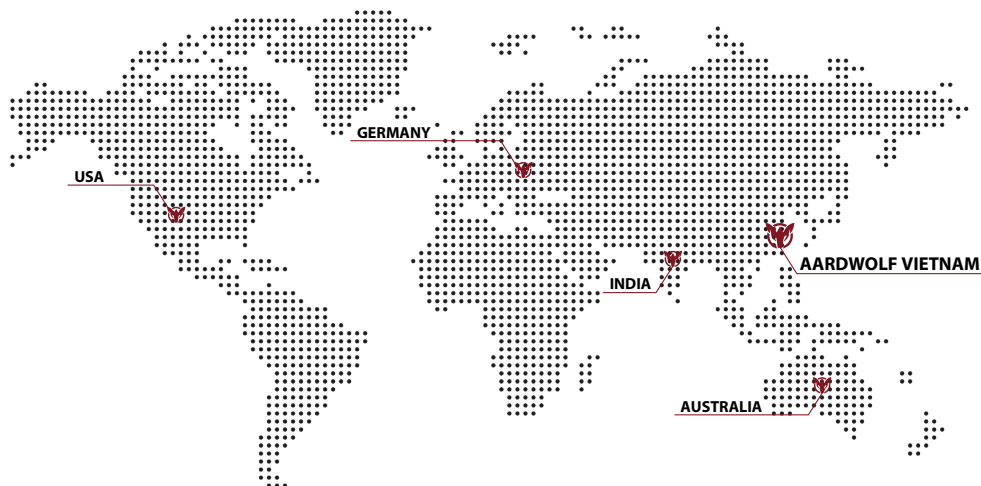 GERMANY
USA
AARDWOLF VIETNAM
INDIA
AUSTRALIA